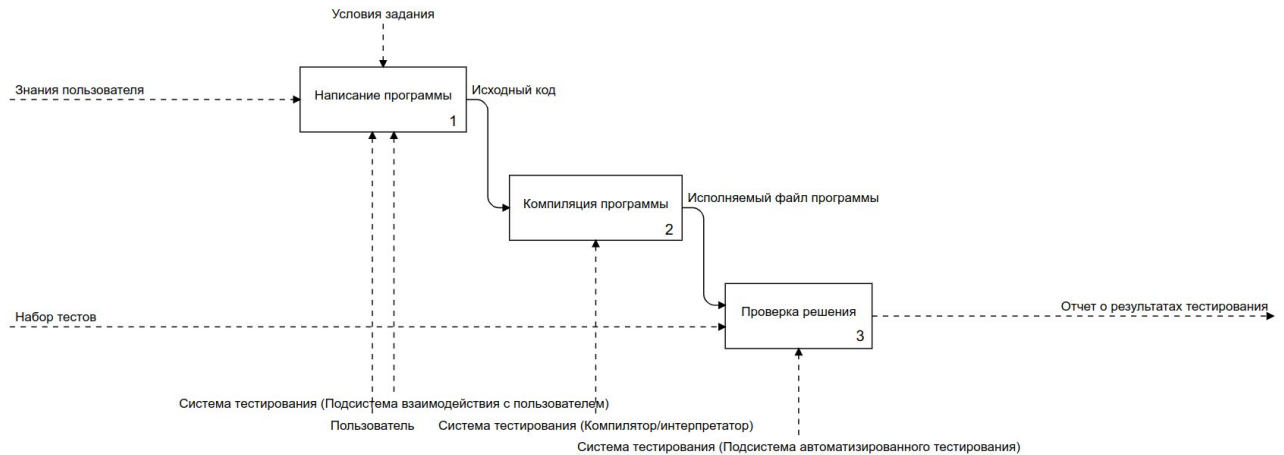 Условия задания
Знания пользователя
Написание программы
1
Исходный код
Компиляция программы
2
Исполняемый файл программы
Набор тестов
Проверка решения
3
Отчет о результатах тестирования
Система тестирования (Подсистема взаимодействия с пользователем)
Пользователь
Система тестирования (Компилятор/интерпретатор)
Система тестирования (Подсистема автоматизированного тестирования)